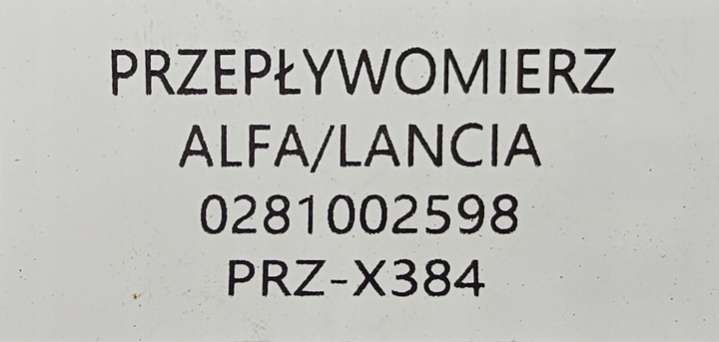 PRZEPŁYWOMIERZ
ALFA/LANCIA
0281002598
PRZ-X384